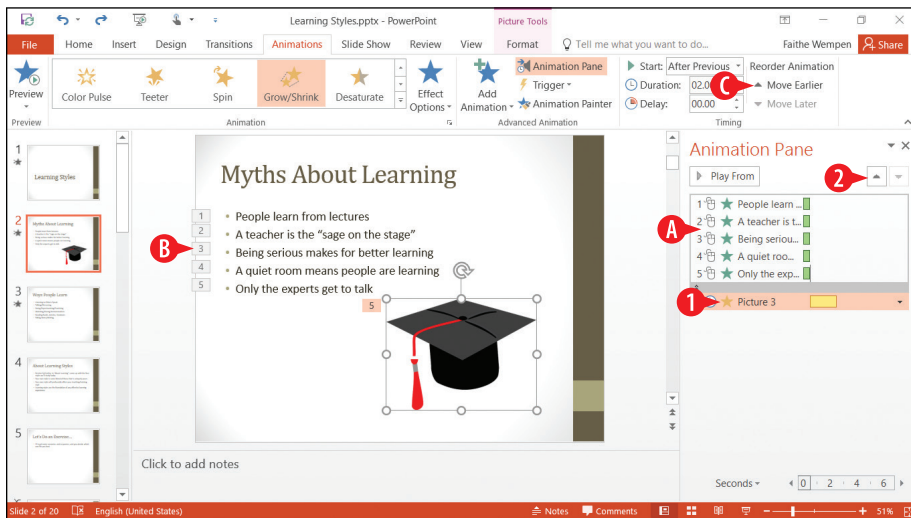 Learning Styles.pptx - PowerPoint
Picture Tools
File Home Insert Design Transitions Animations Slide Show Review View Format Tell me what you want to do... Faithe Wempen Share
Preview
Color Pulse Teeter Spin Grow/Shrink Desaturate
Effect Options
Add Animation
Animation Pane
Trigger
Animation Painter
Start: After Previous
Duration: 02.00
Delay: 00.00
Reorder Animation
Move Earlier
Move Later
C
Preview Animation Advanced Animation Timing
1
Learning Styles
2
Myths About Learning
3
Ways People Learn
4
About Learning Styles
5
Let's Do an Exercise...
Myths About Learning
1 • People learn from lectures
2 • A teacher is the “sage on the stage”
B 3 • Being serious makes for better learning
4 • A quiet room means people are learning
5 • Only the experts get to talk
5
Click to add notes
Animation Pane
Play From
2
A
1 People learn ...
2 A teacher is t...
3 Being seriou...
4 A quiet roo...
5 Only the exp...
1 Picture 3
Seconds 0 2 4 6
Slide 2 of 20 English (United States) Notes Comments 51%